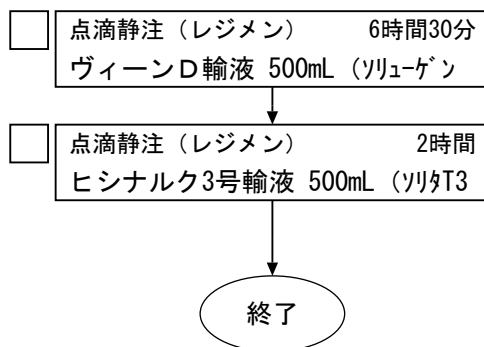 点滴静注（レジメン） 6時間30分
ヴィーンＤ輸液 500mL（ｿﾘｭｰｹﾞﾝ
点滴静注（レジメン） 2時間
ヒシナルク3号輸液 500mL（ｿﾘﾀT3
終了